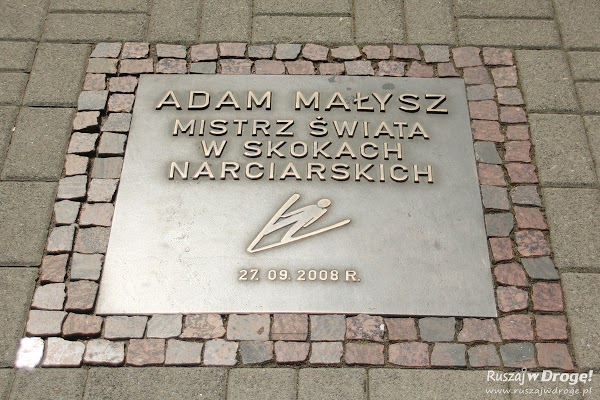 ADAM MAŁYSZ
MISTRZ ŚWIATA
W SKOKACH
NARCIARSKICH
27. 09. 2008 R.
Ruszaj w Drogę!
www.ruszajwdroge.pl